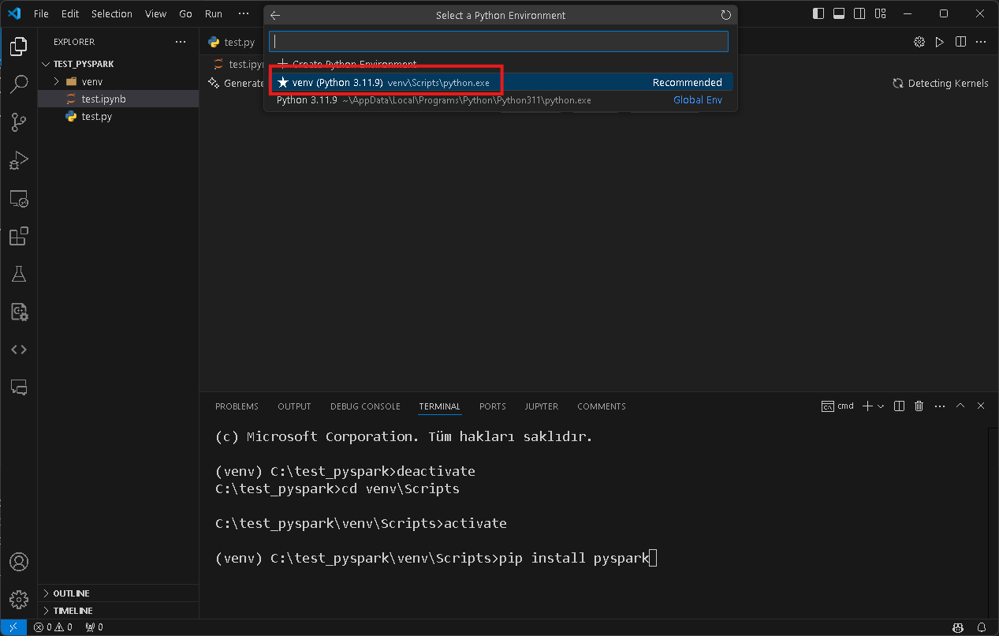 File Edit Selection View Go Run ···
Select a Python Environment
EXPLORER ···
TEST_PYSPARK
venv
test.ipynb
test.py
test.py
test.ipyn
Generate
Create Python Environment
venv (Python 3.11.9) venv\Scripts\python.exe Recommended
Python 3.11.9 ~\AppData\Local\Programs\Python\Python311\python.exe Global Env
Detecting Kernels
PROBLEMS OUTPUT DEBUG CONSOLE TERMINAL PORTS JUPYTER COMMENTS
cmd
(c) Microsoft Corporation. Tüm hakları saklıdır.
(venv) C:\test_pyspark>deactivate
C:\test_pyspark>cd venv\Scripts
C:\test_pyspark\venv\Scripts>activate
(venv) C:\test_pyspark\venv\Scripts>pip install pyspark
OUTLINE
TIMELINE
0 0 0